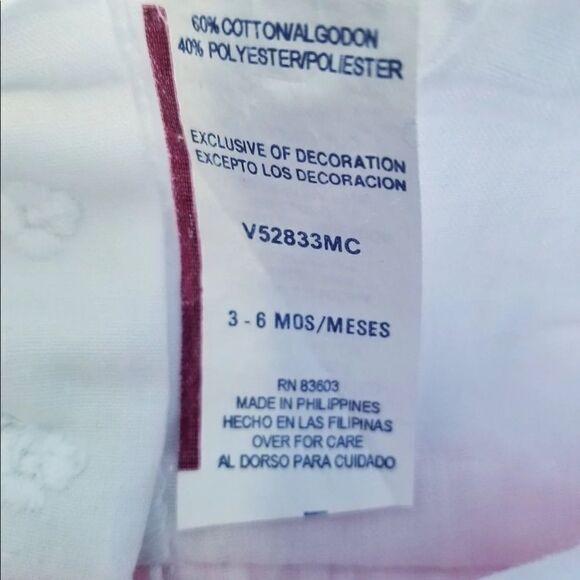 60% COTTON/ALGODON
40% POLYESTER/POLIESTER
EXCLUSIVE OF DECORATION
EXCEPTO LOS DECORACION
V52833MC
3 - 6 MOS/MESES
RN 83603
MADE IN PHILIPPINES
HECHO EN LAS FILIPINAS
OVER FOR CARE
AL DORSO PARA CUIDADO